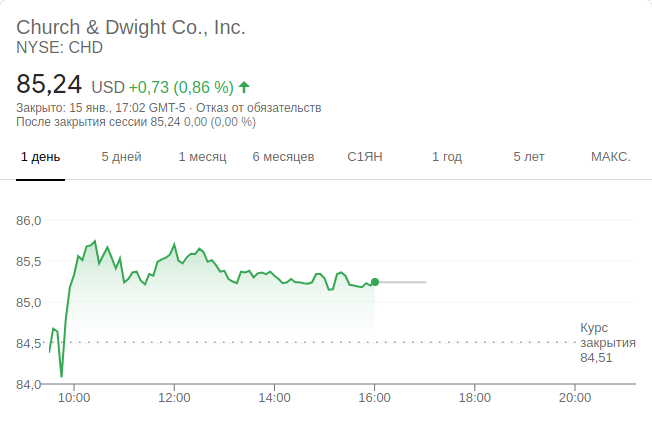 Church & Dwight Co., Inc.
NYSE: CHD
85,24 USD +0,73 (0,86 %)
Закрыто: 15 янв., 17:02 GMT-5 · Отказ от обязательств
После закрытия сессии 85,24 0,00 (0,00 %)
1 день 5 дней 1 месяц 6 месяцев С1ЯН 1 год 5 лет МАКС.
86,0
85,5
85,0
84,5
84,0
Курс
закрытия
84,51
10:00 12:00 14:00 16:00 18:00 20:00